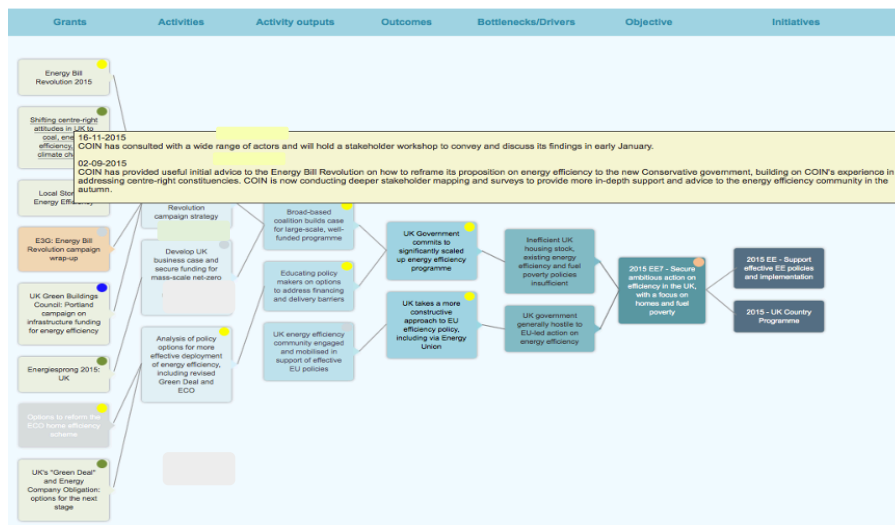 Grants
Activities
Activity outputs
Outcomes
Bottlenecks/Drivers
Objective
Initiatives
Energy Bill
Revolution 2015
Shifting centre-right
attitudes in UK to
coal,
efficiency,
climate
16-11-2015
COIN has consulted with a wide range of actors and will hold a stakeholder workshop to convey and discuss its findings in early January.
02-09-2015
COIN has provided useful initial advice to the Energy Bill Revolution on how to reframe its proposition on energy efficiency to the new Conservative government, building on COIN's experience in
addressing centre-right constituencies. COIN is now conducting deeper stakeholder mapping and surveys to provide more in-depth support and advice to the energy efficiency community in the
autumn.
Local
Energy
E3G: Energy Bill
Revolution campaign
wrap-up
UK Green Buildings
Council: Portland
campaign on
infrastructure funding
for energy efficiency
Energiesprong 2015:
UK
Options to reform the
ECO home efficiency
scheme
UK's "Green Deal"
and Energy
Company Obligation:
options for the next
stage
Revolution
campaign strategy
Develop UK
business case and
secure funding for
mass-scale net-zero
Analysis of policy
options for more
effective deployment
of energy efficiency,
including revised
Green Deal and
ECO
Broad-based
coalition builds case
for large-scale, well-
funded programme
Educating policy
makers on options
to address financing
and delivery barriers
UK energy efficiency
community engaged
and mobilised in
support of effective
EU policies
UK Government
commits to
significantly scaled
up energy efficiency
programme
UK takes a more
constructive
approach to EU
efficiency policy,
including via Energy
Union
Inefficient UK
housing stock,
existing energy
efficiency and fuel
poverty policies
insufficient
UK government
generally hostile to
EU-led action on
energy efficiency
2015 EE7 - Secure
ambitious action on
efficiency in the UK,
with a focus on
homes and fuel
poverty
2015 EE - Support
effective EE policies
and implementation
2015 - UK Country
Programme